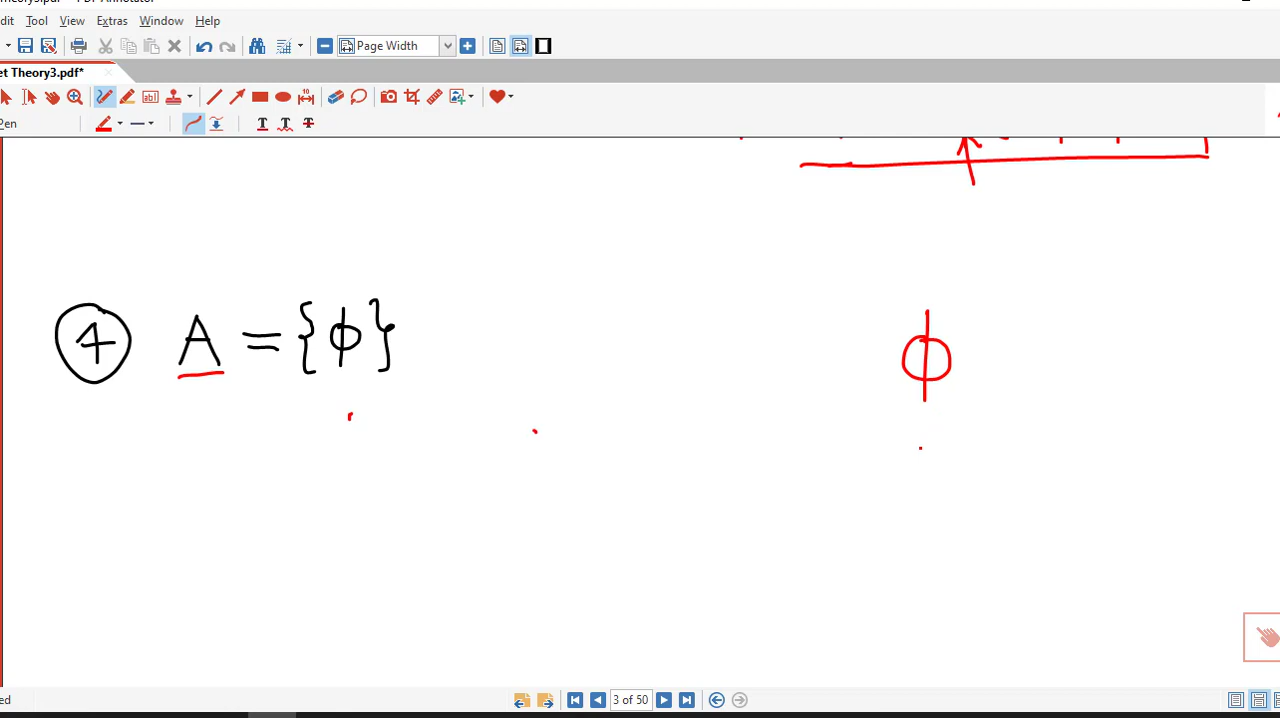 dit Tool View Extras Window Help
Page Width
et Theory3.pdf*
Pen
④ A = {ϕ}
ϕ
3 of 50